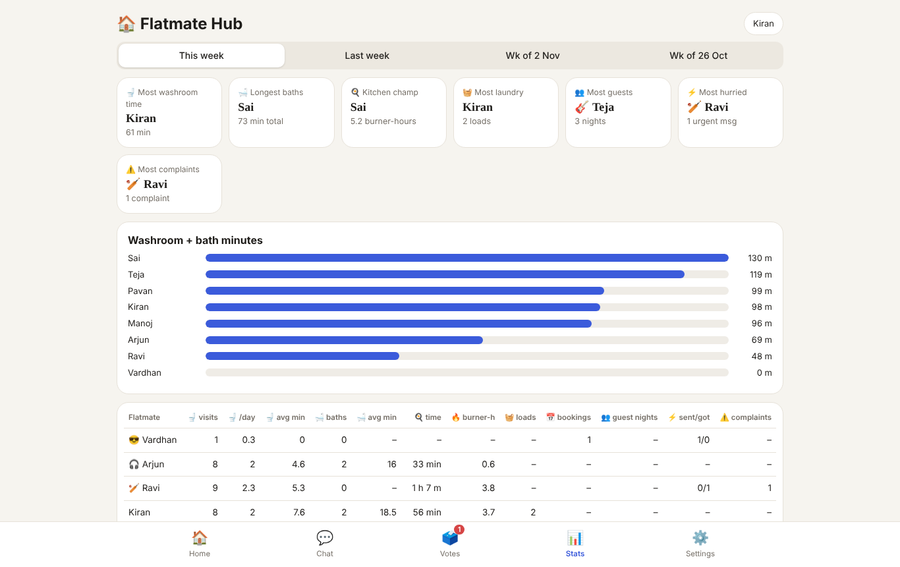 🏠 Flatmate Hub
Kiran
This week Last week Wk of 2 Nov Wk of 26 Oct
🚽 Most washroom time
Kiran
61 min
🛁 Longest baths
Sai
73 min total
🍳 Kitchen champ
Sai
5.2 burner-hours
🧺 Most laundry
Kiran
2 loads
👥 Most guests
🎸 Teja
3 nights
⚡ Most hurried
🏏 Ravi
1 urgent msg
⚠️ Most complaints
🏏 Ravi
1 complaint
Washroom + bath minutes
Sai 130 m
Teja 119 m
Pavan 99 m
Kiran 98 m
Manoj 96 m
Arjun 69 m
Ravi 48 m
Vardhan 0 m
Flatmate 🚽 visits 🚽 /day 🚽 avg min 🛁 baths 🛁 avg min 🍳 time 🔥 burner-h 🧺 loads 📅 bookings 👥 guest nights ⚡ sent/got ⚠️ complaints
😎 Vardhan 1 0.3 0 0 – – – – 1 – 1/0 –
🎧 Arjun 8 2 4.6 2 16 33 min 0.6 – – – – –
🏏 Ravi 9 2.3 5.3 0 – 1 h 7 m 3.8 – – – 0/1 1
Kiran 8 2 7.6 2 18.5 56 min 3.7 2 – – – –
🏠 💬 🗳️ 1 📊 ⚙️
Home Chat Votes Stats Settings